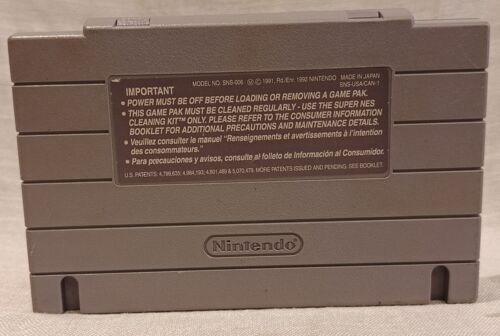 MODEL NO. SNS-006 Ⓜ © 1991, Rd./Enr. 1992 NINTENDO MADE IN JAPAN
SNS-USA/CAN-1
IMPORTANT
• POWER MUST BE OFF BEFORE LOADING OR REMOVING A GAME PAK.
• THIS GAME PAK MUST BE CLEANED REGULARLY - USE THE SUPER NES
CLEANING KIT™ ONLY. PLEASE REFER TO THE CONSUMER INFORMATION
BOOKLET FOR ADDITIONAL PRECAUTIONS AND MAINTENANCE DETAILS.
• Veuillez consulter le manuel "Renseignements et avertissements à l'intention
des consommateurs."
• Para precauciones y avisos, consulte al folleto de Información al Consumidor.
U.S. PATENTS: 4,799,635; 4,984,193; 4,801,489 & 5,070,479. MORE PATENTS ISSUED AND PENDING. SEE BOOKLET.
Nintendo®